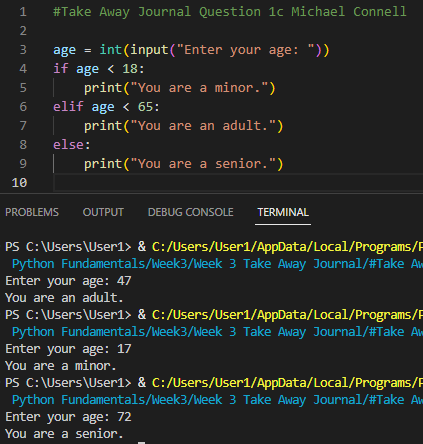 1 #Take Away Journal Question 1c Michael Connell
2
3 age = int(input("Enter your age: "))
4 if age < 18:
5     print("You are a minor.")
6 elif age < 65:
7     print("You are an adult.")
8 else:
9     print("You are a senior.")
10
PROBLEMS OUTPUT DEBUG CONSOLE TERMINAL
PS C:\Users\User1> & C:/Users/User1/AppData/Local/Programs/P
 Python Fundamentals/Week3/Week 3 Take Away Journal/#Take Aw
Enter your age: 47
You are an adult.
PS C:\Users\User1> & C:/Users/User1/AppData/Local/Programs/P
 Python Fundamentals/Week3/Week 3 Take Away Journal/#Take Aw
Enter your age: 17
You are a minor.
PS C:\Users\User1> & C:/Users/User1/AppData/Local/Programs/P
 Python Fundamentals/Week3/Week 3 Take Away Journal/#Take Aw
Enter your age: 72
You are a senior.